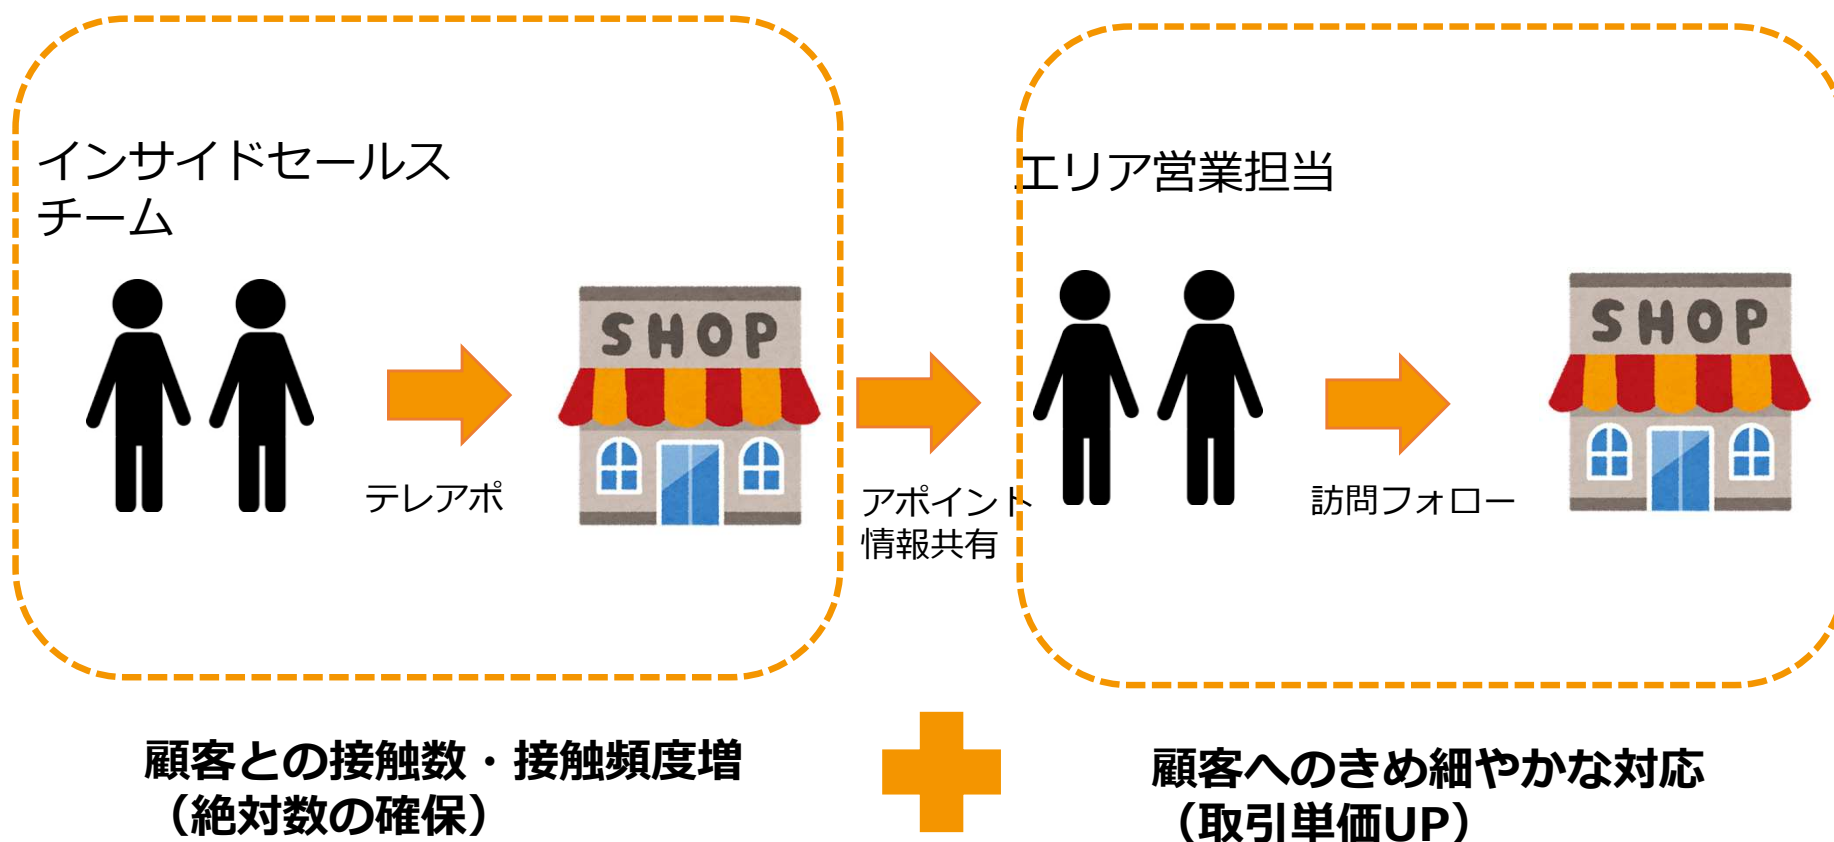 インサイドセールス
チーム
SHOP
テレアポ
アポイント
情報共有
エリア営業担当
SHOP
訪問フォロー
顧客との接触数・接触頻度増
（絶対数の確保）
顧客へのきめ細やかな対応
（取引単価UP）